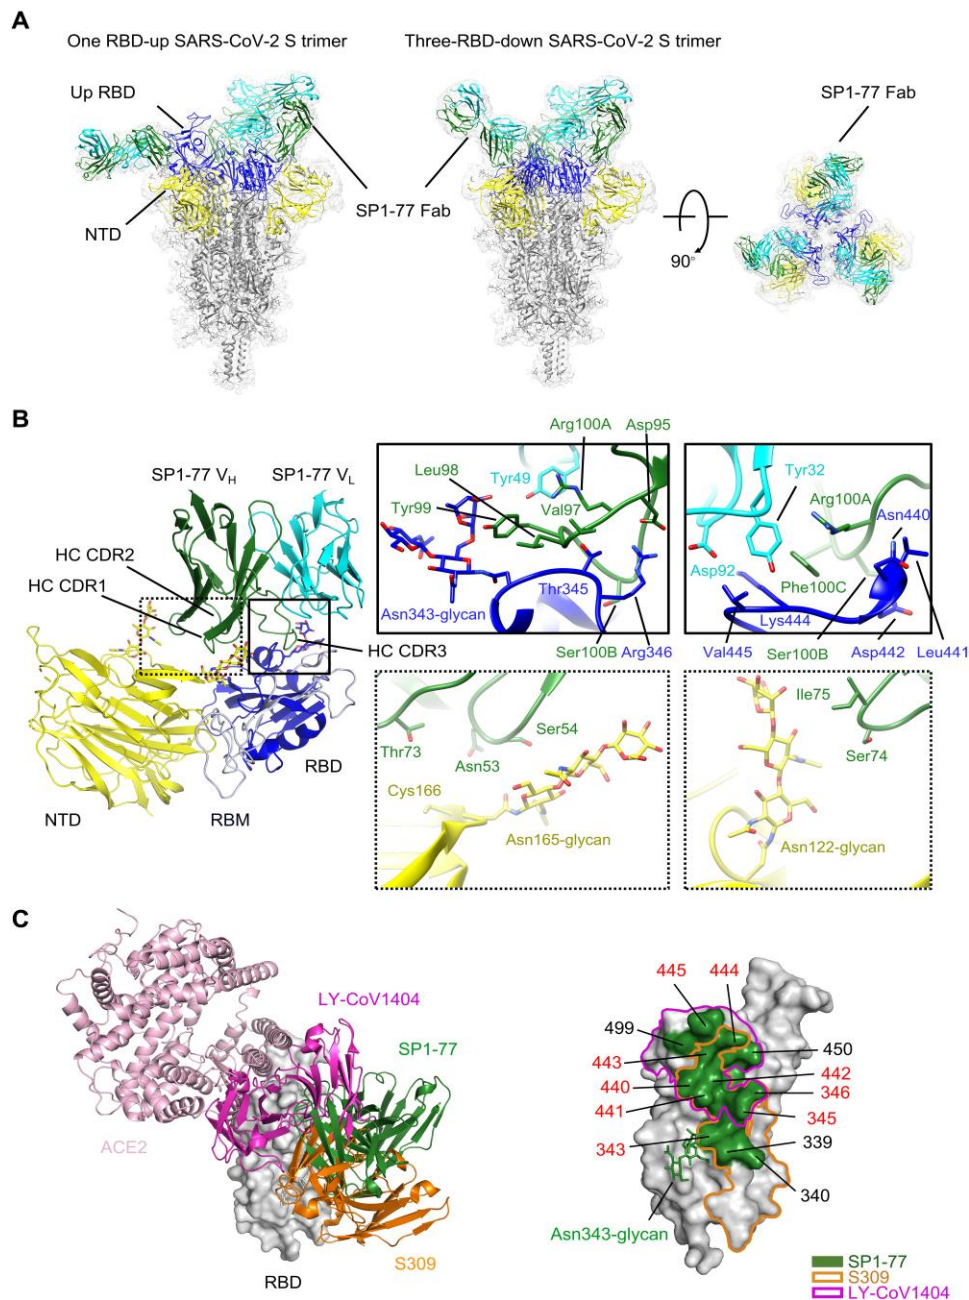 A
One RBD-up SARS-CoV-2 S trimer
Three-RBD-down SARS-CoV-2 S trimer
Up RBD
SP1-77 Fab
NTD
SP1-77 Fab
90°
B
SP1-77 VH
SP1-77 VL
HC CDR2
HC CDR1
HC CDR3
NTD
RBM
RBD
Arg100A
Asp95
Leu98
Tyr49
Tyr99
Val97
Thr345
Asn343-glycan
Ser100B
Arg346
Tyr32
Arg100A
Asn440
Asp92
Phe100C
Lys444
Val445
Ser100B
Asp442
Leu441
Thr73
Asn53
Ser54
Cys166
Asn165-glycan
Ile75
Ser74
Asn122-glycan
C
LY-CoV1404
SP1-77
ACE2
S309
RBD
445
444
499
450
443
442
440
346
441
345
343
339
340
Asn343-glycan
SP1-77
S309
LY-CoV1404